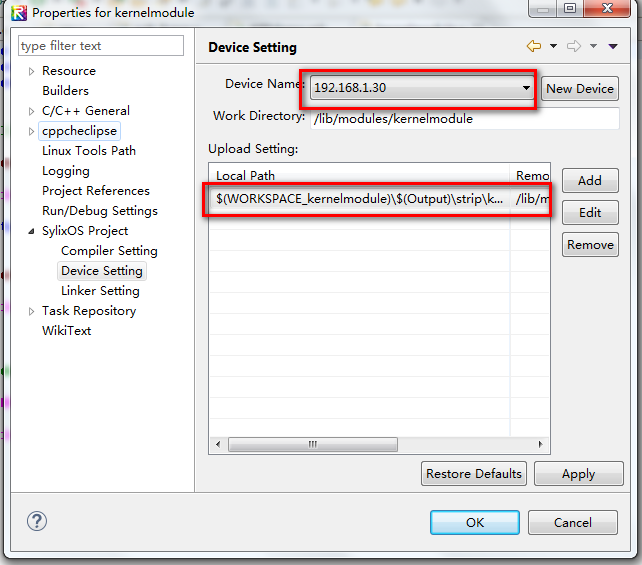 Properties for kernelmodule
type filter text
Resource
Builders
C/C++ General
cppcheclipse
Linux Tools Path
Logging
Project References
Run/Debug Settings
SylixOS Project
Compiler Setting
Device Setting
Linker Setting
Task Repository
WikiText
Device Setting
Device Name: 192.168.1.30 New Device
Work Directory: /lib/modules/kernelmodule
Upload Setting:
Local Path Remo
$(WORKSPACE_kernelmodule)\$(Output)\strip\k... /lib/m
Add
Edit
Remove
Restore Defaults Apply
OK Cancel